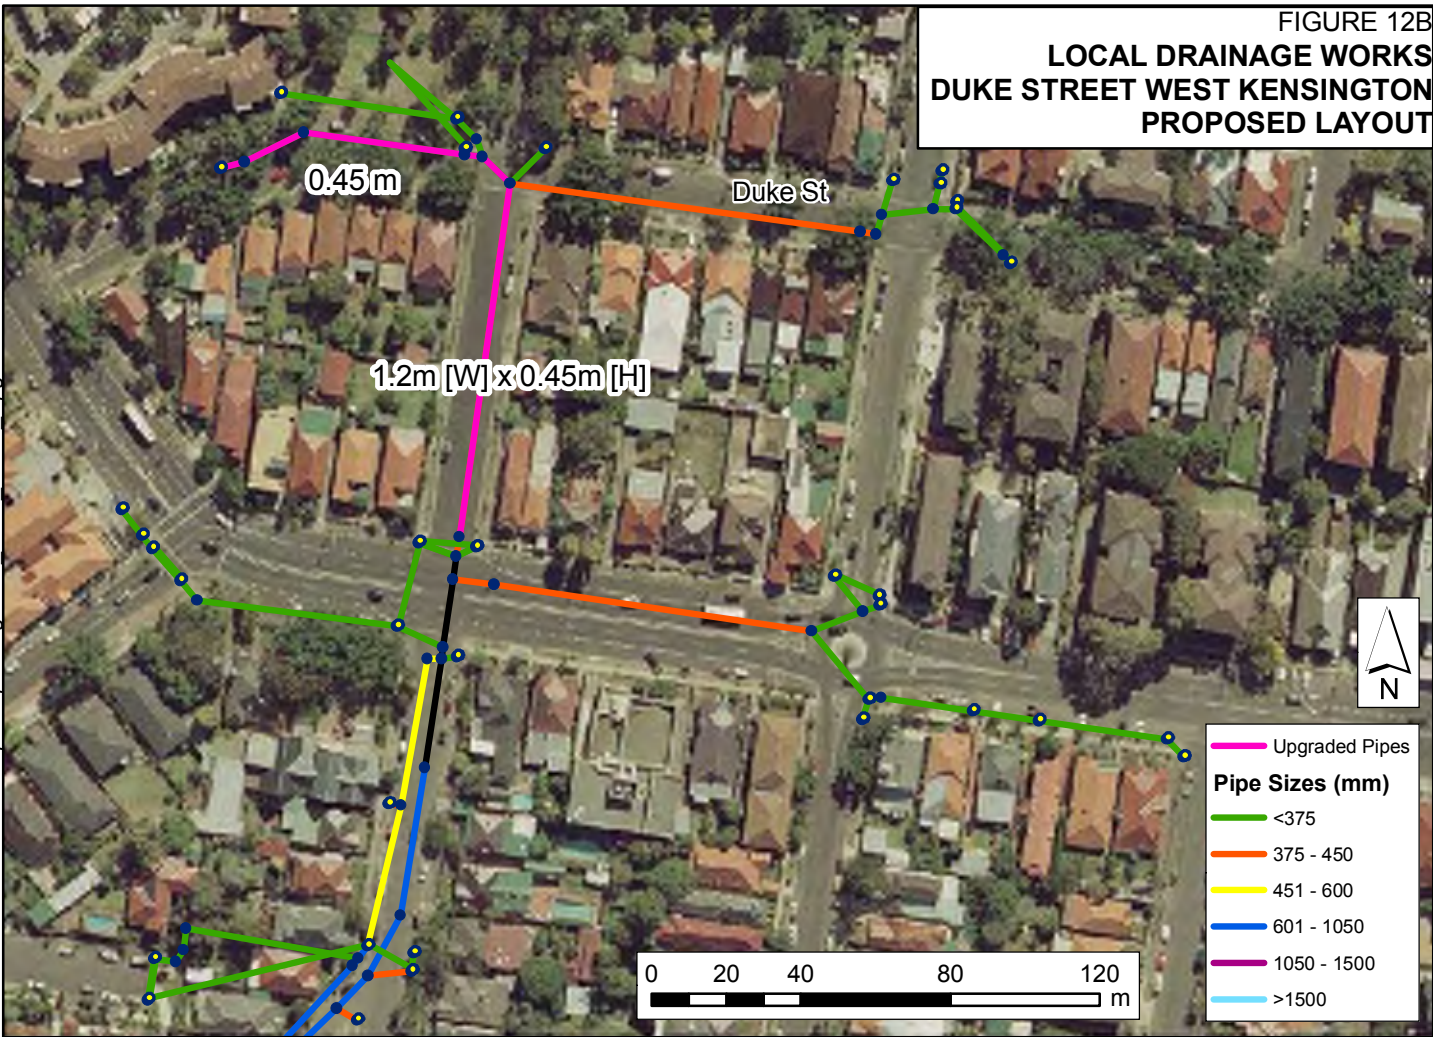 FIGURE 12B
LOCAL DRAINAGE WORKS
DUKE STREET WEST KENSINGTON
PROPOSED LAYOUT
0.45 m
Duke St
1.2m [W] x 0.45m [H]
N
Upgraded Pipes
Pipe Sizes (mm)
<375
375 - 450
451 - 600
601 - 1050
1050 - 1500
>1500
0 20 40 80 120
m